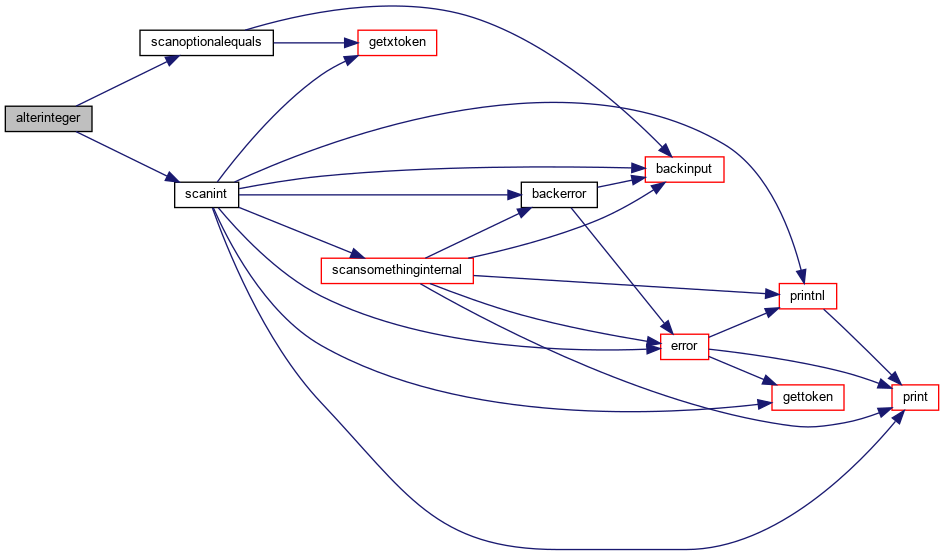 scanoptionalequals
getxtoken
alterinteger
backinput
scanint
backerror
scansomethinginternal
printnl
error
gettoken
print